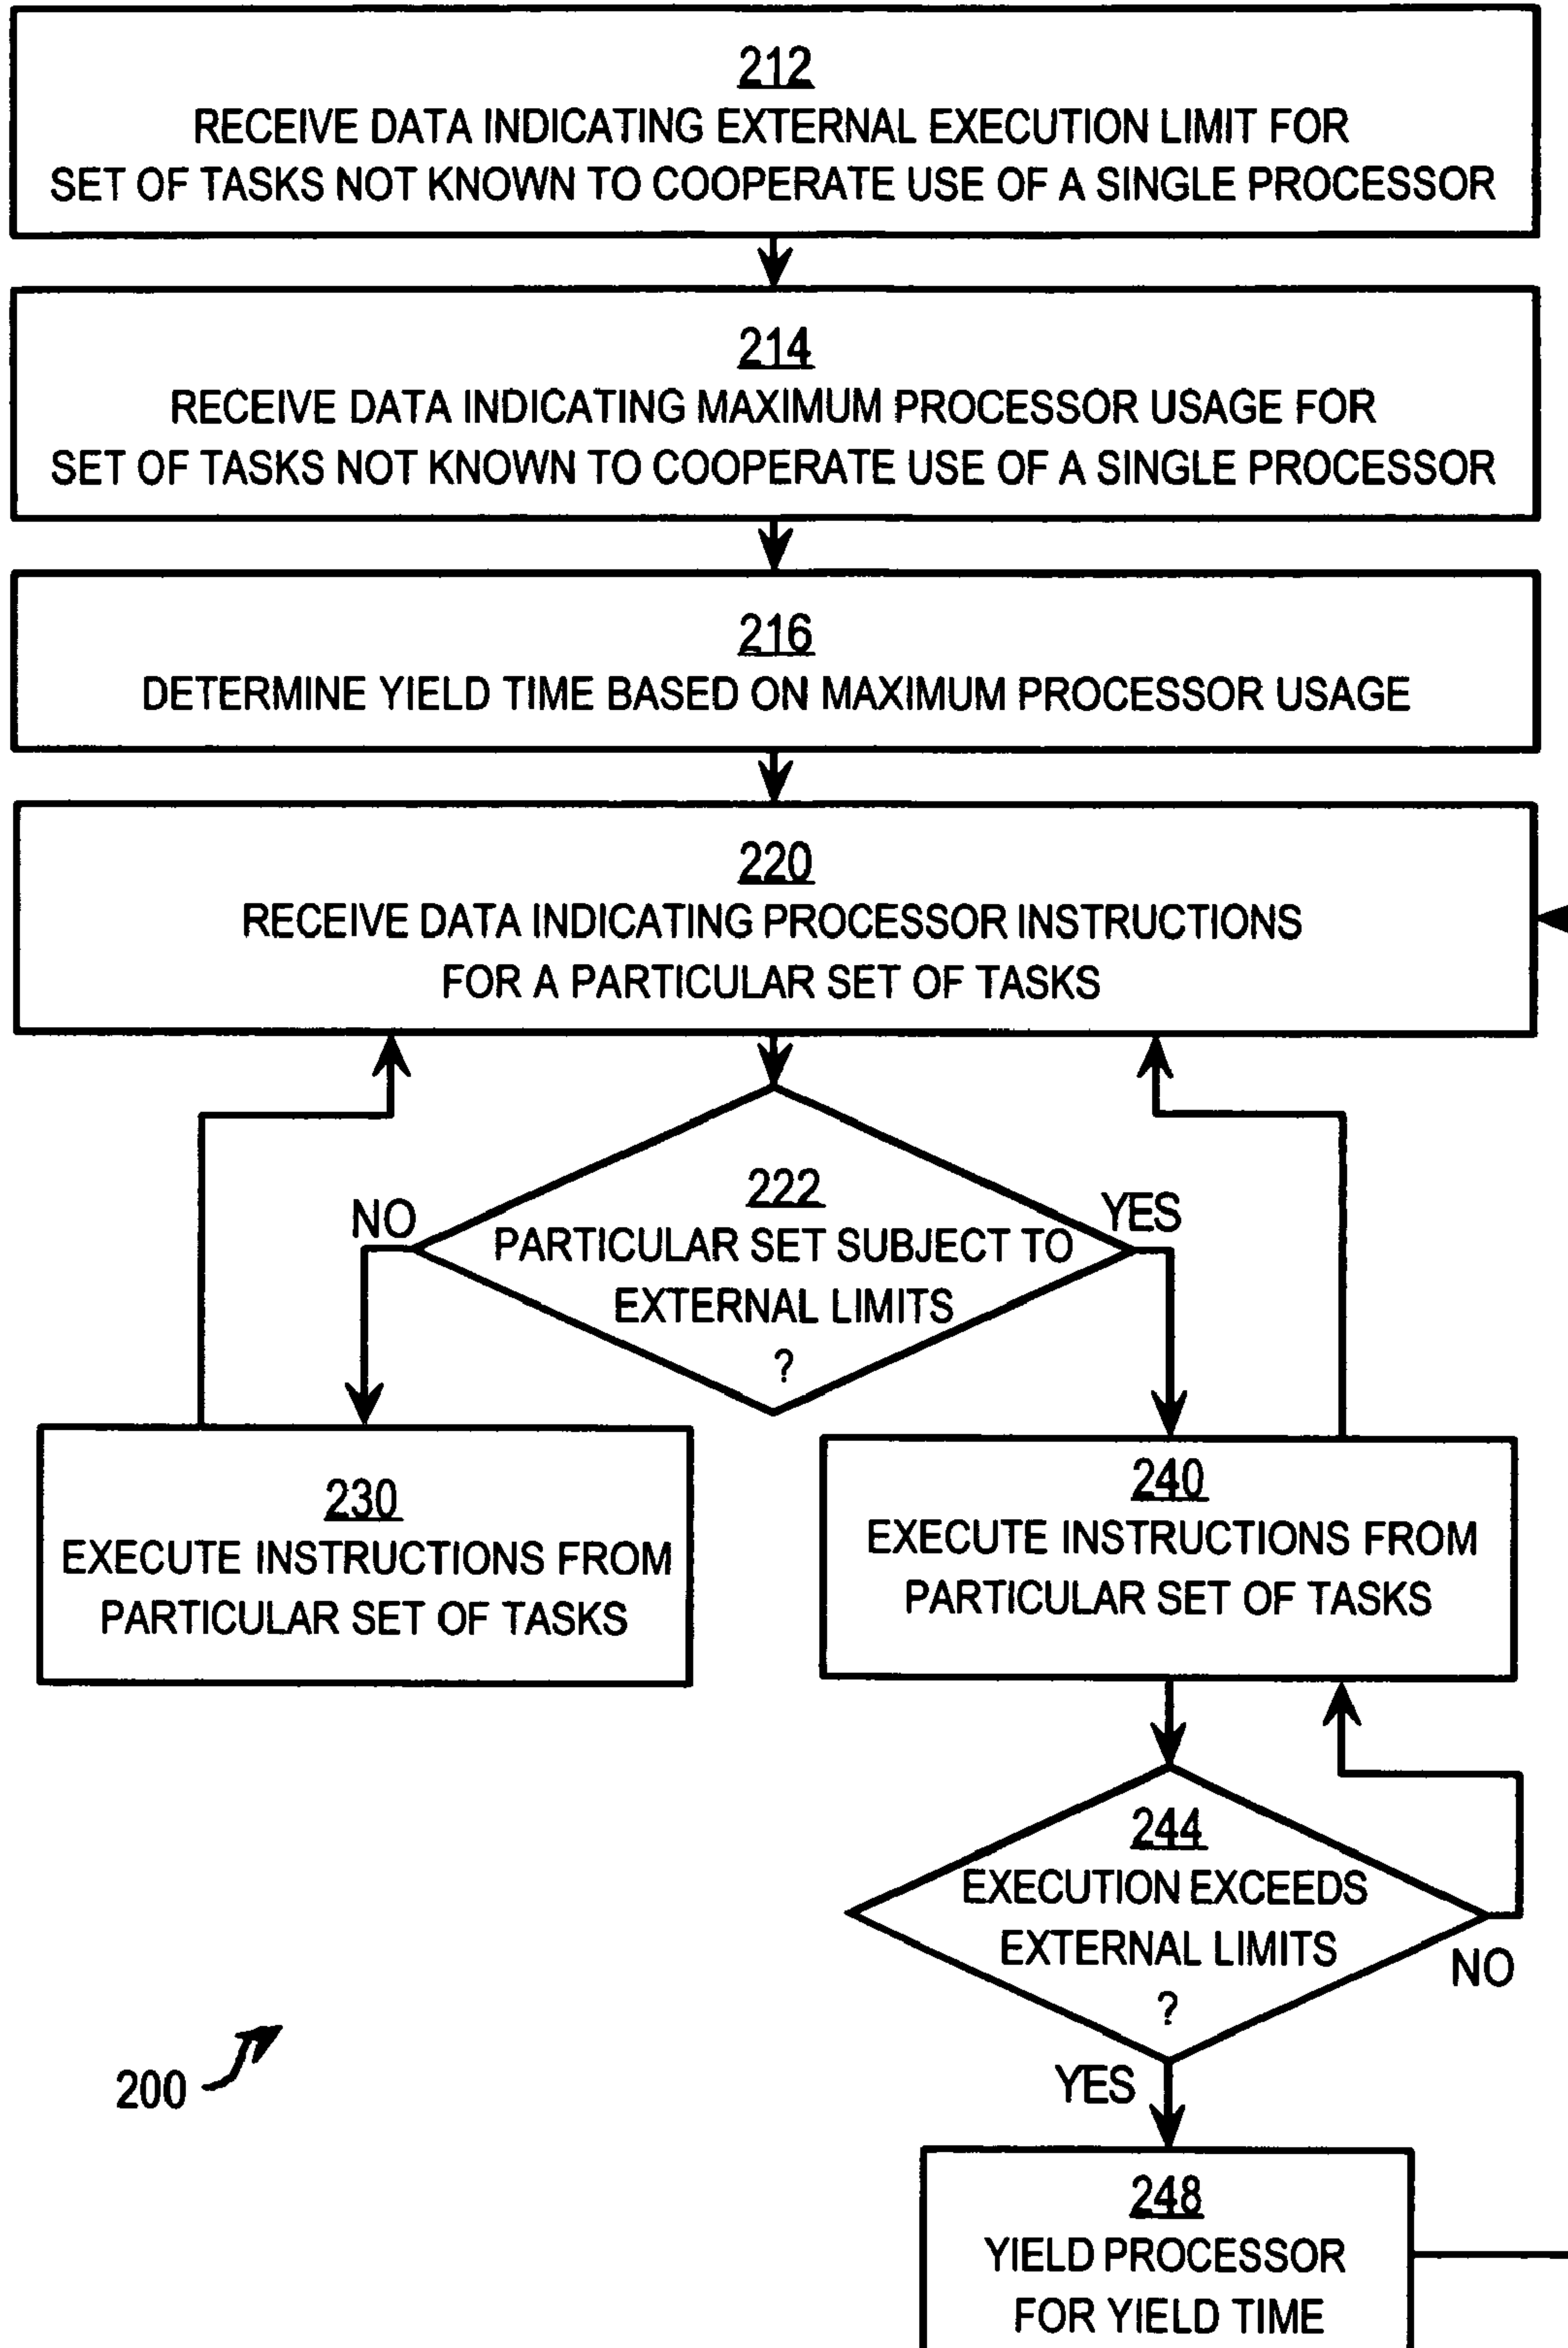 212
RECEIVE DATA INDICATING EXTERNAL EXECUTION LIMIT FOR
SET OF TASKS NOT KNOWN TO COOPERATE USE OF A SINGLE PROCESSOR
214
RECEIVE DATA INDICATING MAXIMUM PROCESSOR USAGE FOR
SET OF TASKS NOT KNOWN TO COOPERATE USE OF A SINGLE PROCESSOR
216
DETERMINE YIELD TIME BASED ON MAXIMUM PROCESSOR USAGE
220
RECEIVE DATA INDICATING PROCESSOR INSTRUCTIONS
FOR A PARTICULAR SET OF TASKS
222
NO
YES
PARTICULAR SET SUBJECT TO
EXTERNAL LIMITS
?
230
EXECUTE INSTRUCTIONS FROM
PARTICULAR SET OF TASKS
240
EXECUTE INSTRUCTIONS FROM
PARTICULAR SET OF TASKS
244
EXECUTION EXCEEDS
EXTERNAL LIMITS
?
NO
YES
200
248
YIELD PROCESSOR
FOR YIELD TIME